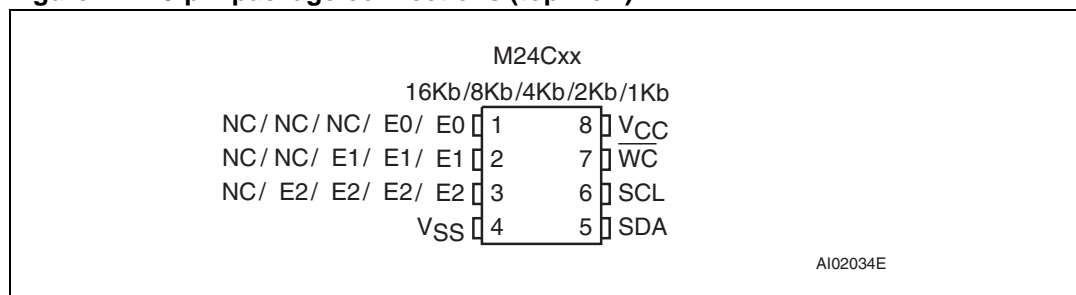 M24Cxx
16Kb/8Kb/4Kb/2Kb/1Kb
NC/ NC/ NC/ E0/ E0 1 8 VCC
NC/ NC/ E1/ E1/ E1 2 7 WC
NC/ E2/ E2/ E2/ E2 3 6 SCL
VSS 4 5 SDA
AI02034E